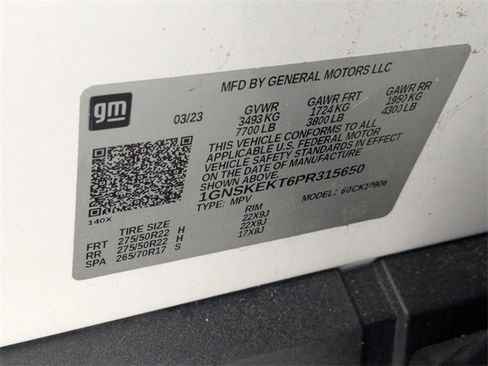 gm
MFD BY GENERAL MOTORS LLC
03/23 GVWR GAWR FRT GAWR RR
3493 KG 1724 KG 1950 KG
7700 LB 3800 LB 4300 LB
THIS VEHICLE CONFORMS TO ALL
APPLICABLE U.S. FEDERAL MOTOR
VEHICLE SAFETY STANDARDS IN EFFECT
ON THE DATE OF MANUFACTURE
SHOWN ABOVE.
1GNSKEKT6PR315650
TYPE: MPV MODEL: 60CK10906
140X
TIRE SIZE RIM
FRT 275/50R22 H 22X9J
RR 275/50R22 H 22X9J
SPA 265/70R17 S 17X8J